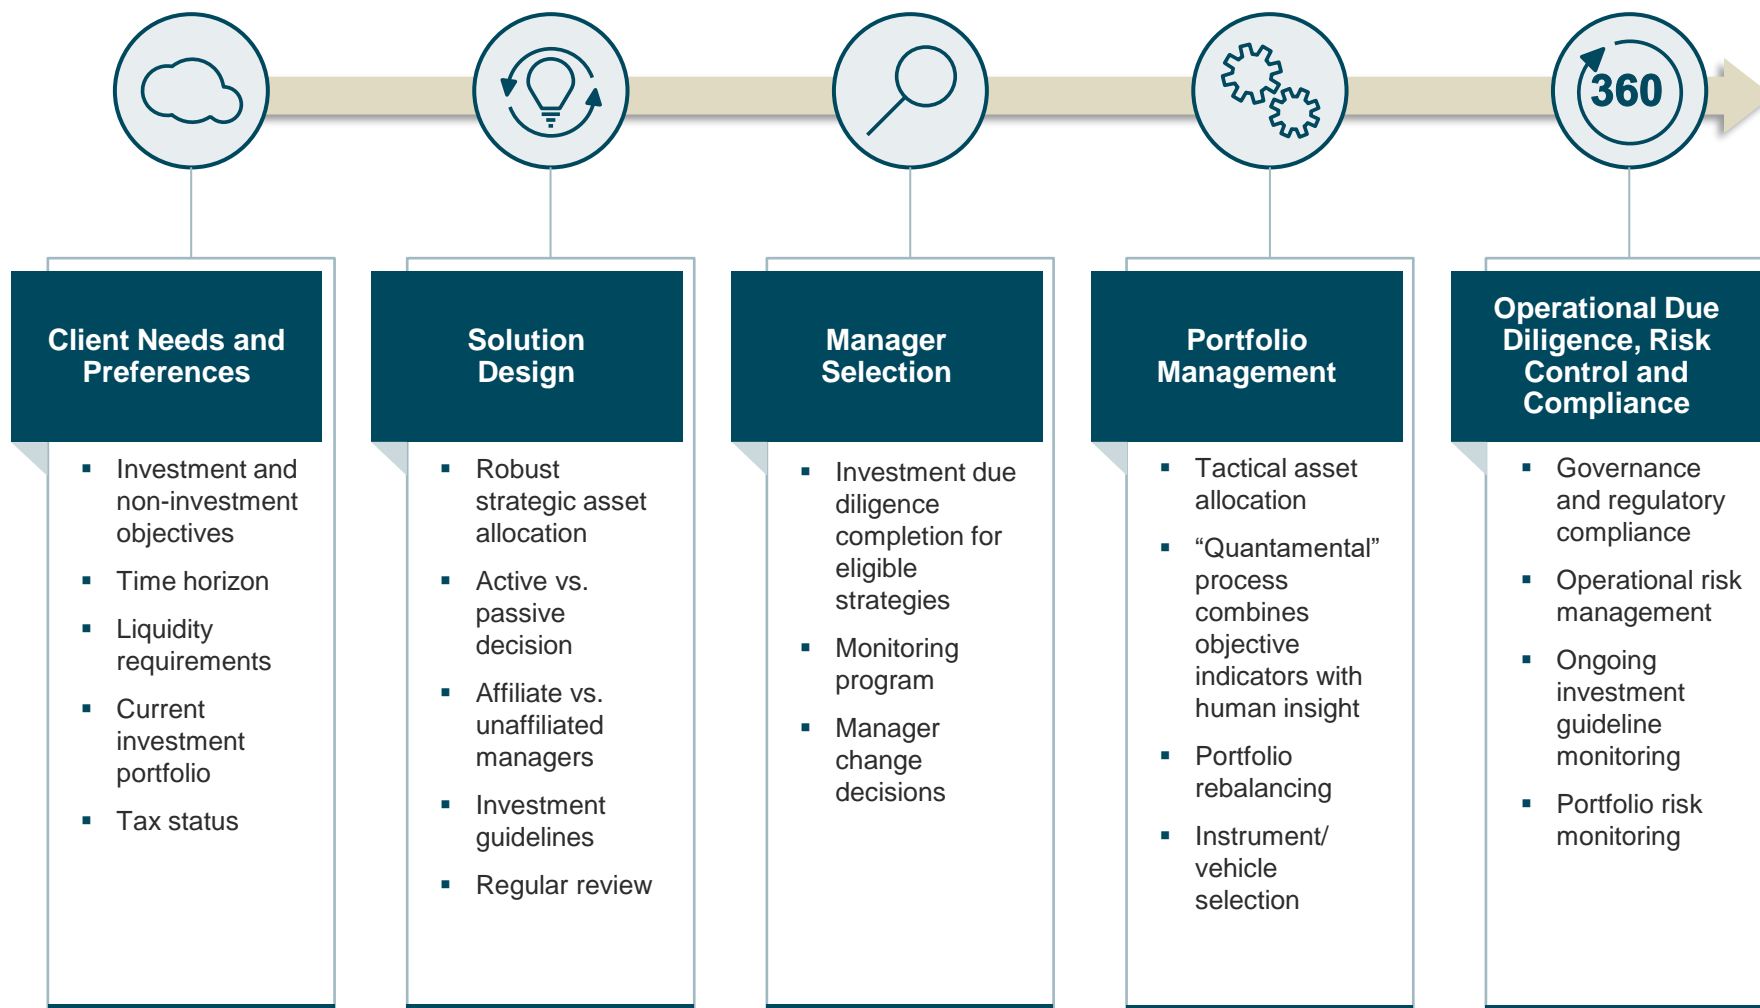 360
Client Needs and
Preferences
▪ Investment and
non-investment
objectives
▪ Time horizon
▪ Liquidity
requirements
▪ Current
investment
portfolio
▪ Tax status
Solution
Design
▪ Robust
strategic asset
allocation
▪ Active vs.
passive
decision
▪ Affiliate vs.
unaffiliated
managers
▪ Investment
guidelines
▪ Regular review
Manager
Selection
▪ Investment due
diligence
completion for
eligible
strategies
▪ Monitoring
program
▪ Manager
change
decisions
Portfolio
Management
▪ Tactical asset
allocation
▪ “Quantamental”
process
combines
objective
indicators with
human insight
▪ Portfolio
rebalancing
▪ Instrument/
vehicle
selection
Operational Due
Diligence, Risk
Control and
Compliance
▪ Governance
and regulatory
compliance
▪ Operational risk
management
▪ Ongoing
investment
guideline
monitoring
▪ Portfolio risk
monitoring